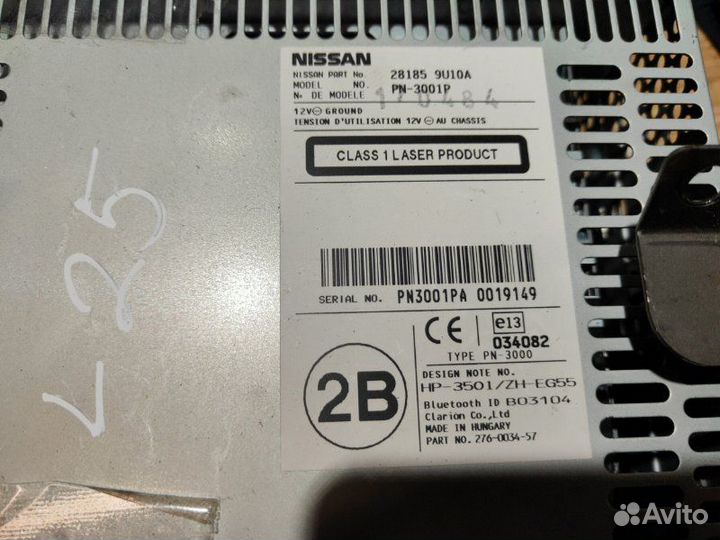 NISSAN
NISSAN PART No. 28185 9U10A
MODEL NO. PN-3001P
N° DE MODELE
170484
12V⊖ GROUND
TENSION D'UTILISATION 12V ⊖ AU CHASSIS
CLASS 1 LASER PRODUCT
SERIAL NO. PN3001PA 0019149
CE e13
034082
TYPE PN-3000
2B
DESIGN NOTE NO.
HP-3501/ZH-EG55
Bluetooth ID B03104
Clarion Co.,Ltd
MADE IN HUNGARY
PART NO. 276-0034-57
L 25
Avito